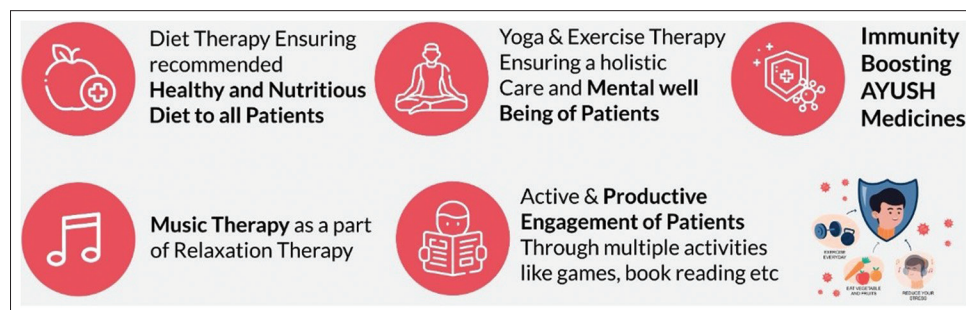 Diet Therapy Ensuring
recommended
Healthy and Nutritious
Diet to all Patients
Yoga & Exercise Therapy
Ensuring a holistic
Care and Mental well
Being of Patients
Immunity
Boosting
AYUSH
Medicines
Music Therapy as a part
of Relaxation Therapy
Active & Productive
Engagement of Patients
Through multiple activities
like games, book reading etc
EXERCISE
EVERYDAY
EAT VEGETABLE
AND FRUITS
REDUCE YOUR
STRESS